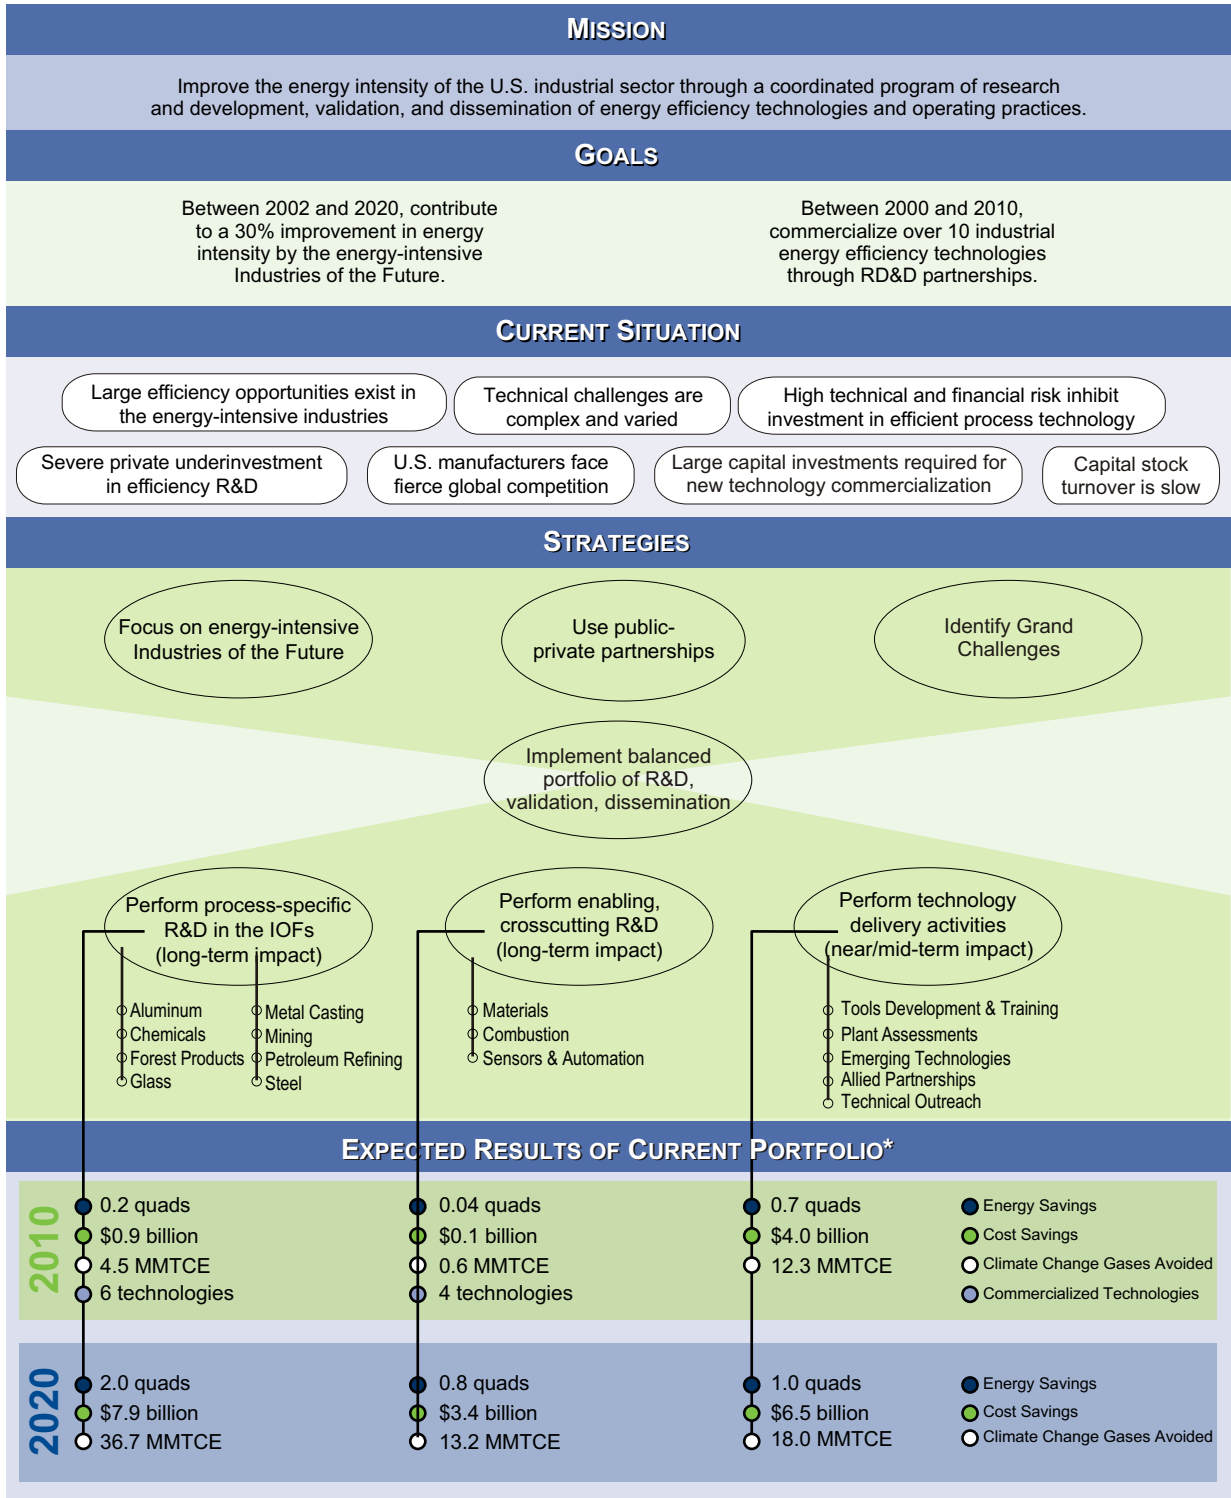 MISSION
Improve the energy intensity of the U.S. industrial sector through a coordinated program of research
and development, validation, and dissemination of energy efficiency technologies and operating practices.
GOALS
Between 2002 and 2020, contribute
to a 30% improvement in energy
intensity by the energy-intensive
Industries of the Future.
Between 2000 and 2010,
commercialize over 10 industrial
energy efficiency technologies
through RD&D partnerships.
CURRENT SITUATION
Large efficiency opportunities exist in
the energy-intensive industries
Technical challenges are
complex and varied
High technical and financial risk inhibit
investment in efficient process technology
Severe private underinvestment
in efficiency R&D
U.S. manufacturers face
fierce global competition
Large capital investments required for
new technology commercialization
Capital stock
turnover is slow
STRATEGIES
Focus on energy-intensive
Industries of the Future
Use public-
private partnerships
Identify Grand
Challenges
Implement balanced
portfolio of R&D,
validation, dissemination
Perform process-specific
R&D in the IOFs
(long-term impact)
Aluminum
Chemicals
Forest Products
Glass
Metal Casting
Mining
Petroleum Refining
Steel
Perform enabling,
crosscutting R&D
(long-term impact)
Materials
Combustion
Sensors & Automation
Perform technology
delivery activities
(near/mid-term impact)
Tools Development & Training
Plant Assessments
Emerging Technologies
Allied Partnerships
Technical Outreach
EXPECTED RESULTS OF CURRENT PORTFOLIO*
2010
0.2 quads
$0.9 billion
4.5 MMTCE
6 technologies
0.04 quads
$0.1 billion
0.6 MMTCE
4 technologies
0.7 quads
$4.0 billion
12.3 MMTCE
Energy Savings
Cost Savings
Climate Change Gases Avoided
Commercialized Technologies
2020
2.0 quads
$7.9 billion
36.7 MMTCE
0.8 quads
$3.4 billion
13.2 MMTCE
1.0 quads
$6.5 billion
18.0 MMTCE
Energy Savings
Cost Savings
Climate Change Gases Avoided